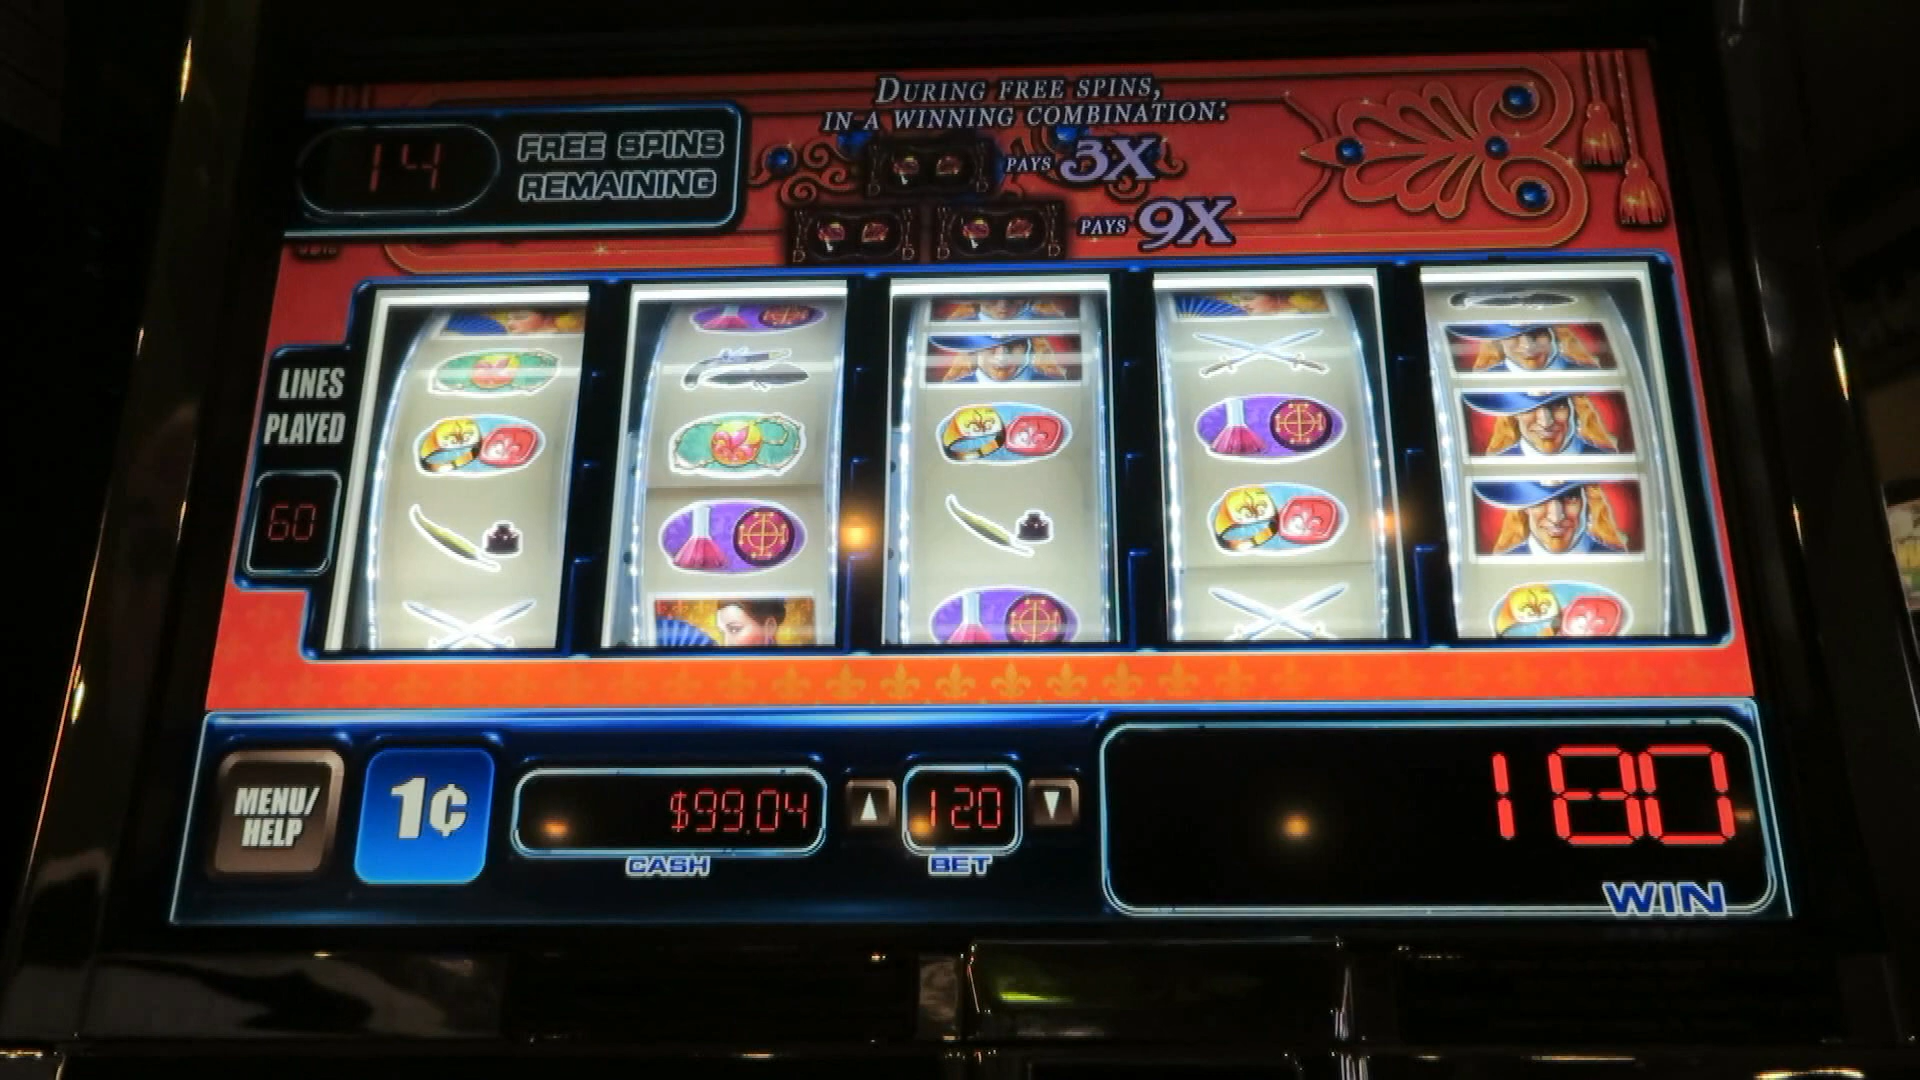 DURING FREE SPINS,
IN A WINNING COMBINATION:
14
FREE SPINS
REMAINING
PAYS 3X
PAYS 9X
LINES
PLAYED
60
MENU/
HELP
1¢
$99.04
CASH
120
BET
180
WIN